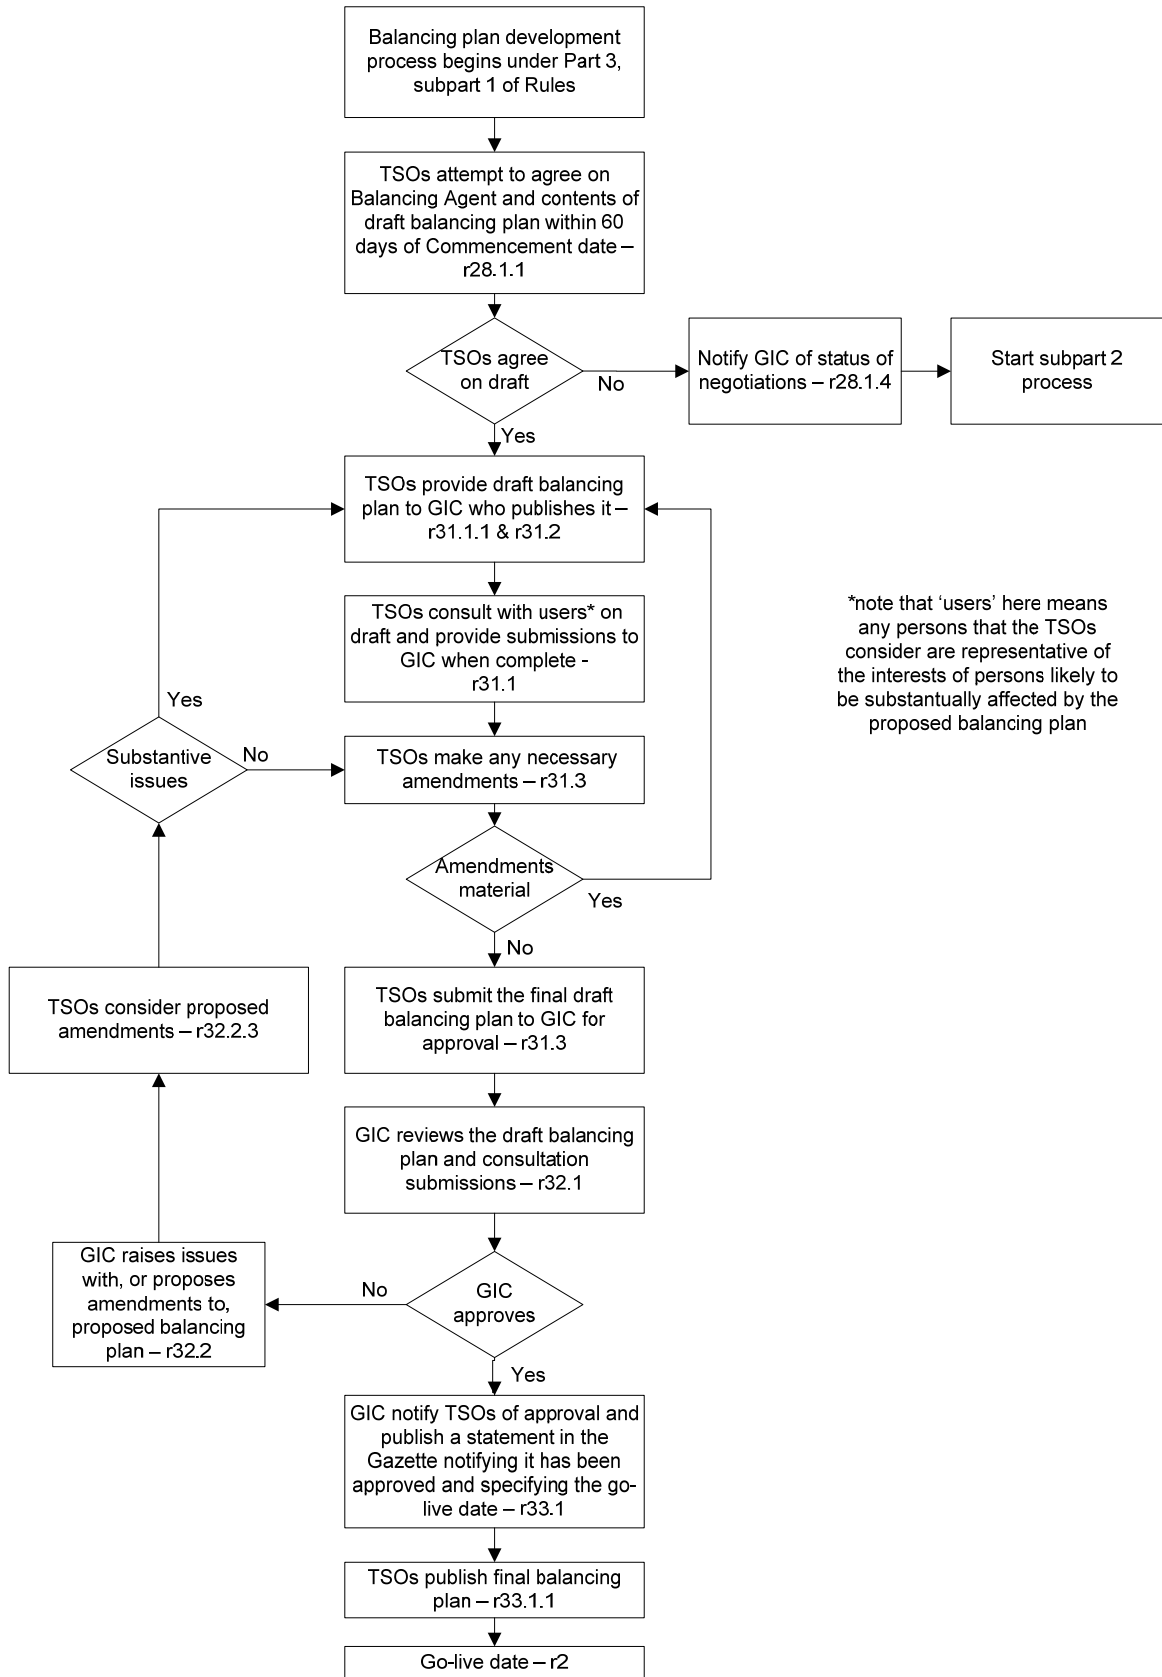 Balancing plan development
process begins under Part 3,
subpart 1 of Rules
TSOs attempt to agree on
Balancing Agent and contents of
draft balancing plan within 60
days of Commencement date –
r28.1.1
TSOs agree
on draft
No
Notify GIC of status of
negotiations – r28.1.4
Start subpart 2
process
Yes
TSOs provide draft balancing
plan to GIC who publishes it –
r31.1.1 & r31.2
TSOs consult with users* on
draft and provide submissions to
GIC when complete -
r31.1
*note that ‘users’ here means
any persons that the TSOs
consider are representative of
the interests of persons likely to
be substantually affected by the
proposed balancing plan
Yes
Substantive
issues
No
TSOs make any necessary
amendments – r31.3
Amendments
material
Yes
No
TSOs consider proposed
amendments – r32.2.3
TSOs submit the final draft
balancing plan to GIC for
approval – r31.3
GIC reviews the draft balancing
plan and consultation
submissions – r32.1
GIC raises issues
with, or proposes
amendments to,
proposed balancing
plan – r32.2
No
GIC
approves
Yes
GIC notify TSOs of approval and
publish a statement in the
Gazette notifying it has been
approved and specifying the go-
live date – r33.1
TSOs publish final balancing
plan – r33.1.1
Go-live date – r2